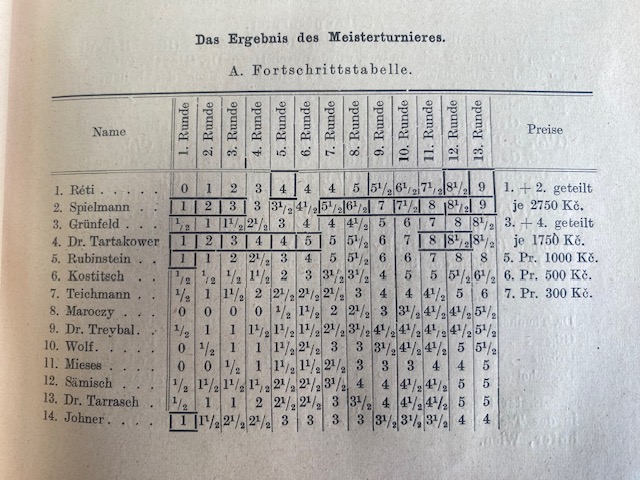 Das Ergebnis des Meisterturnieres.
A. Fortschrittstabelle.
Name 1. Runde 2. Runde 3. Runde 4. Runde 5. Runde 6. Runde 7. Runde 8. Runde 9. Runde 10. Runde 11. Runde 12. Runde 13. Runde Preise
1. Réti . . . . . 0 1 2 3 4 4 4 5 5½ 6½ 7½ 8½ 9 1. + 2. geteilt
2. Spielmann . . 1 2 3 3 3½ 4½ 5½ 6½ 7 7½ 8 8½ 9 je 2750 Kč.
3. Grünfeld . . . ½ 1 1½ 2½ 3 4 4 4½ 5 6 7 8 8½ 3. + 4. geteilt
4. Dr. Tartakower 1 2 3 4 4 5 5 5½ 6 7 8 8½ 8½ je 1750 Kč.
5. Rubinstein . . 1 1 2 2½ 3 4 5 5½ 6 6 7 8 8 5. Pr. 1000 Kč.
6. Kostitsch . . . ½ ½ ½ 1½ 2 3 3½ 3½ 4 5 5 5½ 6½ 6. Pr. 500 Kč.
7. Teichmann . . ½ 1 1½ 2 2½ 2½ 2½ 3 4 4 4½ 5 6 7. Pr. 300 Kč.
8. Maroczy . . . 0 0 0 0 ½ 1½ 2 2½ 3 3½ 4½ 4½ 5½
9. Dr. Treybal . . ½ 1 1 1½ 1½ 1½ 2½ 3½ 4½ 4½ 4½ 4½ 5½
10. Wolf. . . . . 0 ½ 1 1 1½ 2½ 3 3 3½ 4½ 4½ 5 5½
11. Mieses . . . . 0 0 ½ 1 1½ 1½ 2½ 3 3 3 4 4 5
12. Sämisch . . . ½ 1½ 1½ 1½ 2½ 2½ 3½ 4 4 4½ 4½ 5 5
13. Dr. Tarrasch . ½ 1 1 2 2½ 2½ 3 3½ 4 4½ 4½ 5 5
14. Johner . . . . 1 1½ 2½ 2½ 3 3 3 3 3½ 3½ 3½ 4 4